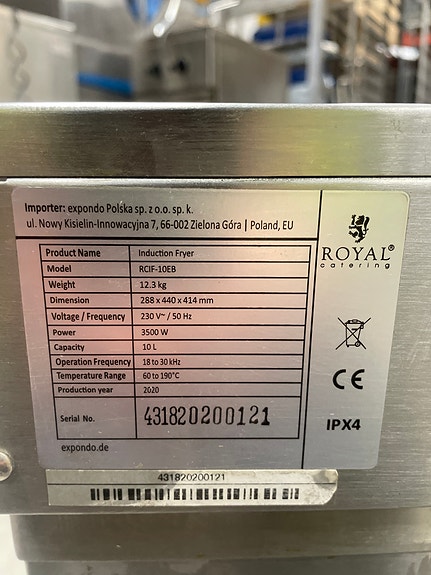 Importer: expondo Polska sp. z o.o. sp. k.
ul. Nowy Kisielin-Innowacyjna 7, 66-002 Zielona Góra | Poland, EU
Product Name Induction Fryer
Model RCIF-10EB
Weight 12.3 kg
Dimension 288 x 440 x 414 mm
Voltage / Frequency 230 V~ / 50 Hz
Power 3500 W
Capacity 10 L
Operation Frequency 18 to 30 kHz
Temperature Range 60 to 190°C
Production year 2020
Serial No. 431820200121
expondo.de
ROYAL®
catering
CE
IPX4
431820200121